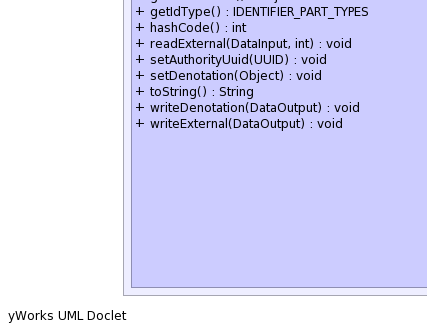 + getIdType() : IDENTIFIER_PART_TYPES
+ hashCode() : int
+ readExternal(DataInput, int) : void
+ setAuthorityUuid(UUID) : void
+ setDenotation(Object) : void
+ toString() : String
+ writeDenotation(DataOutput) : void
+ writeExternal(DataOutput) : void
yWorks UML Doclet